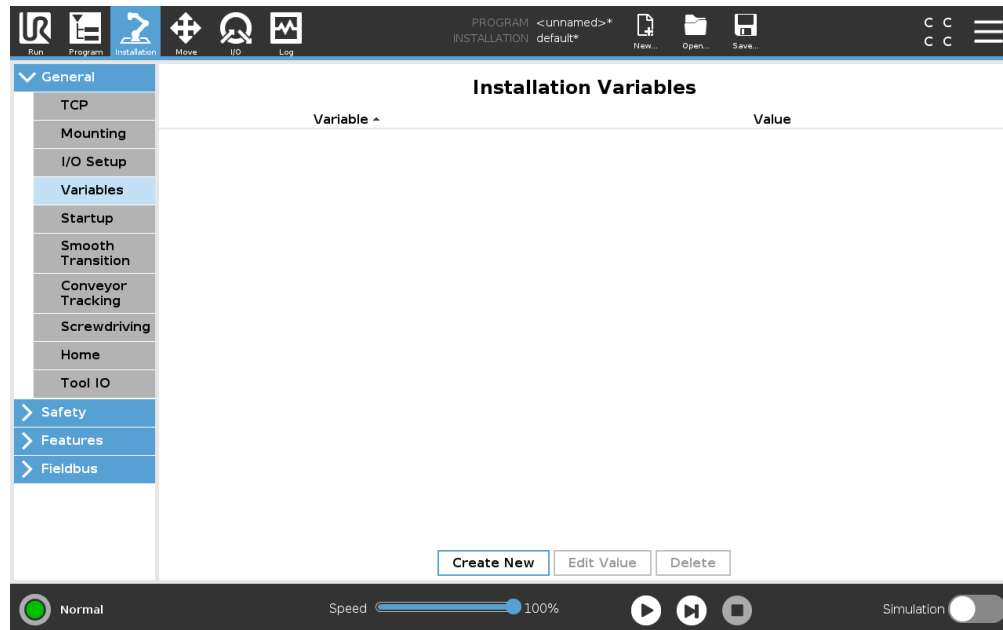 UR
Run
Program
Installation
Move
I/O
Log
PROGRAM <unnamed>*
INSTALLATION default*
New...
Open...
Save...
C C
C C
General
TCP
Mounting
I/O Setup
Variables
Startup
Smooth
Transition
Conveyor
Tracking
Screwdriving
Home
Tool IO
Safety
Features
Fieldbus
Installation Variables
Variable Value
Create New Edit Value Delete
Normal
Speed 100%
Simulation